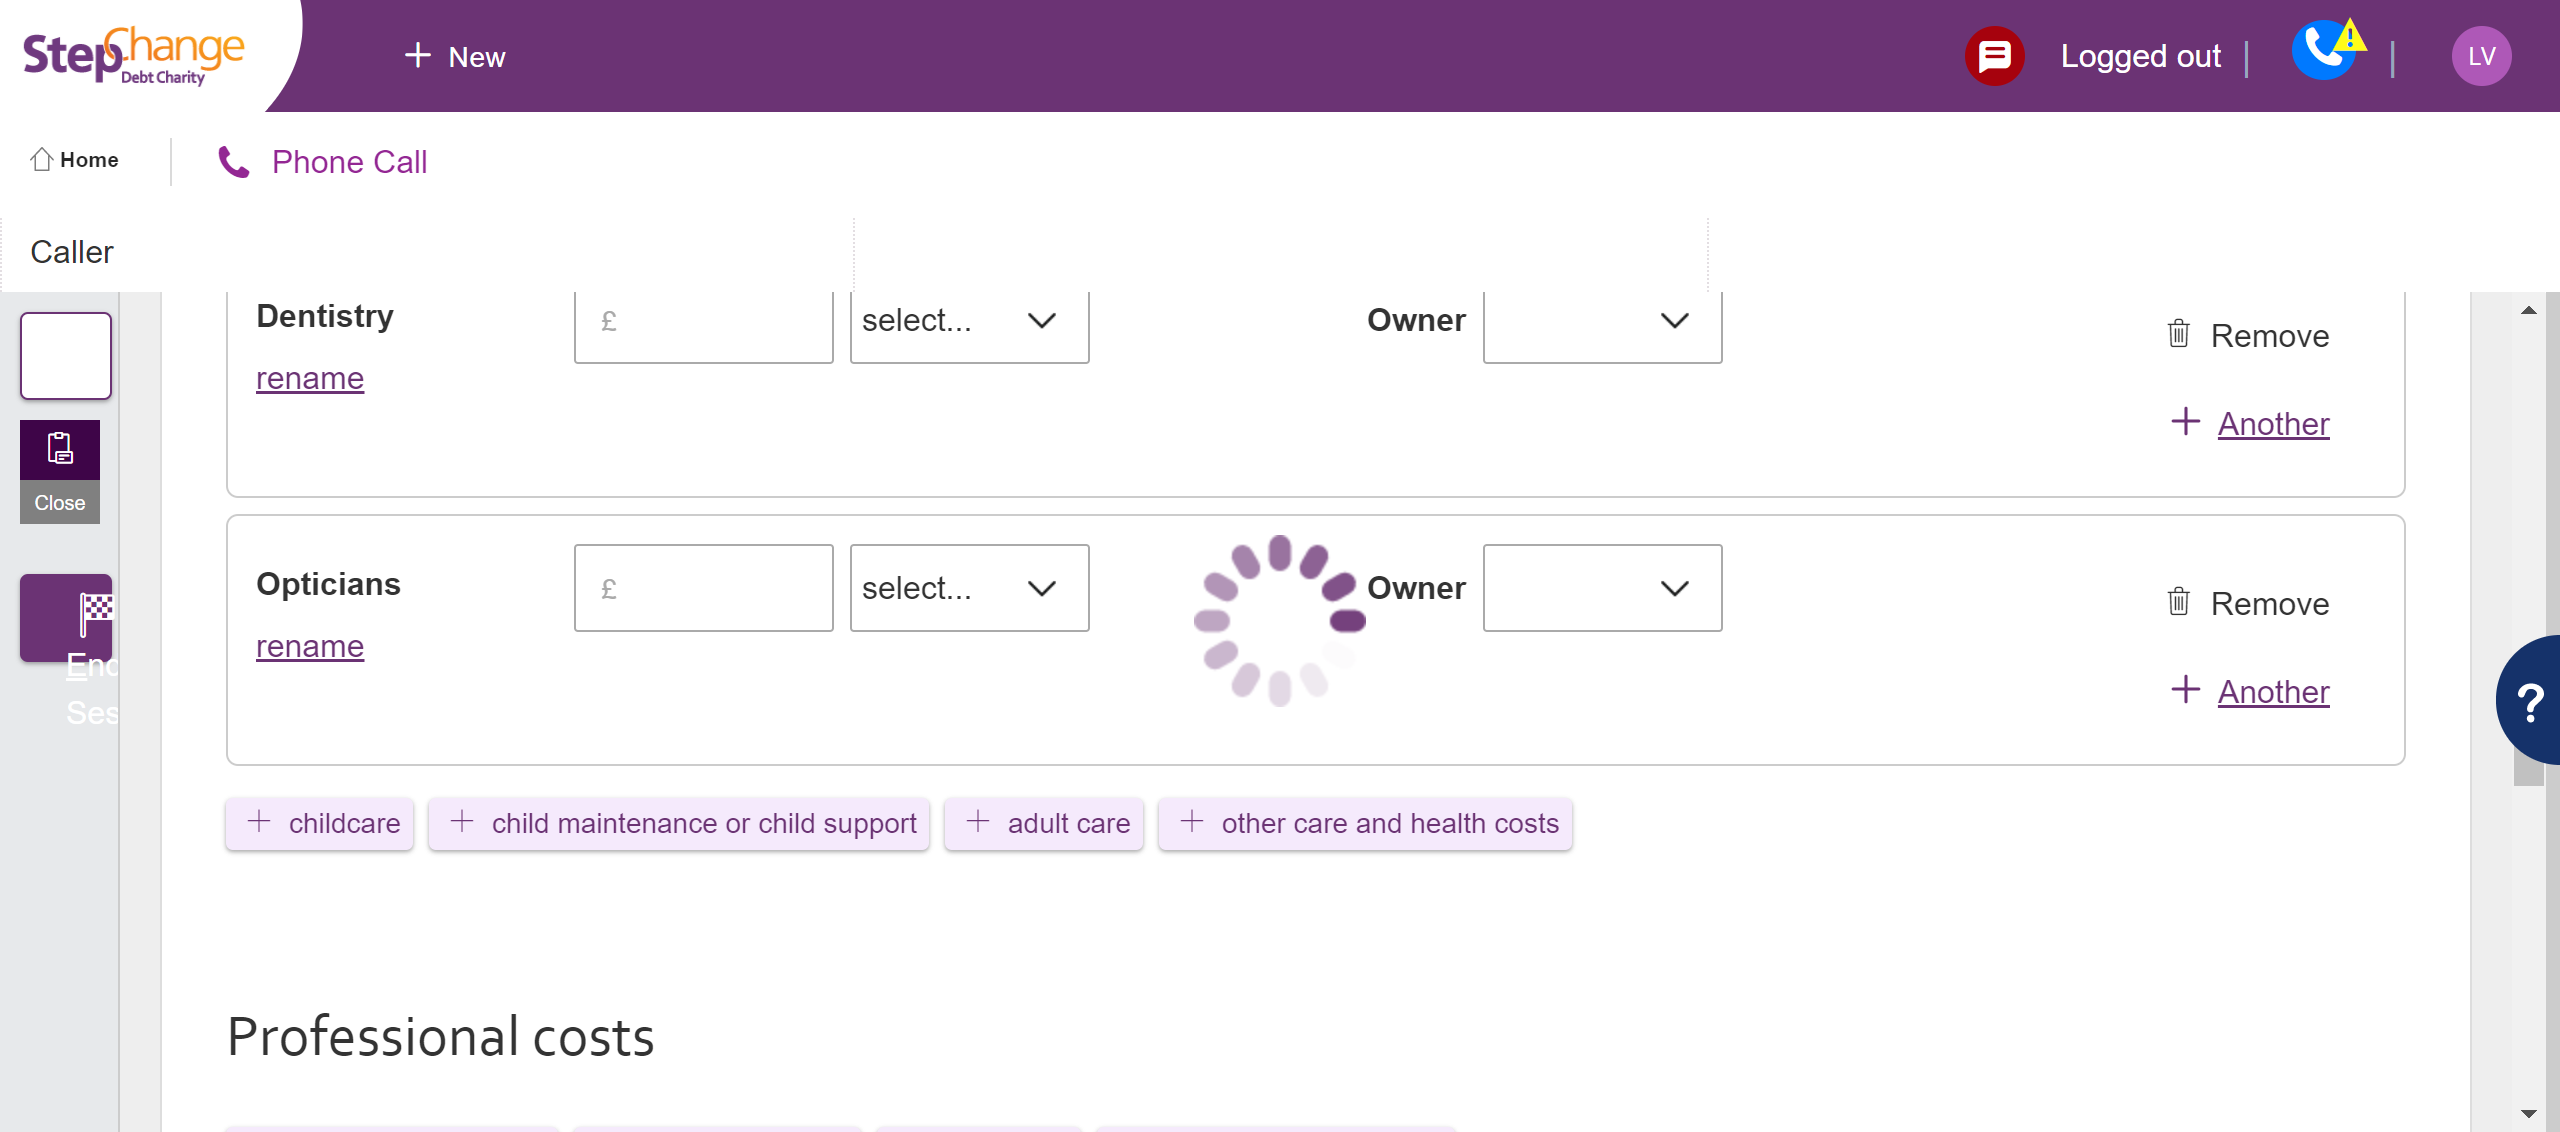 StepChange
Debt Charity
New
Logged out
LV
Home
Phone Call
Caller
Dentistry
£
select...
Owner
Remove
rename
Another
Close
Opticians
£
select...
Owner
Remove
rename
Another
End
Ses
?
childcare
child maintenance or child support
adult care
other care and health costs
Professional costs